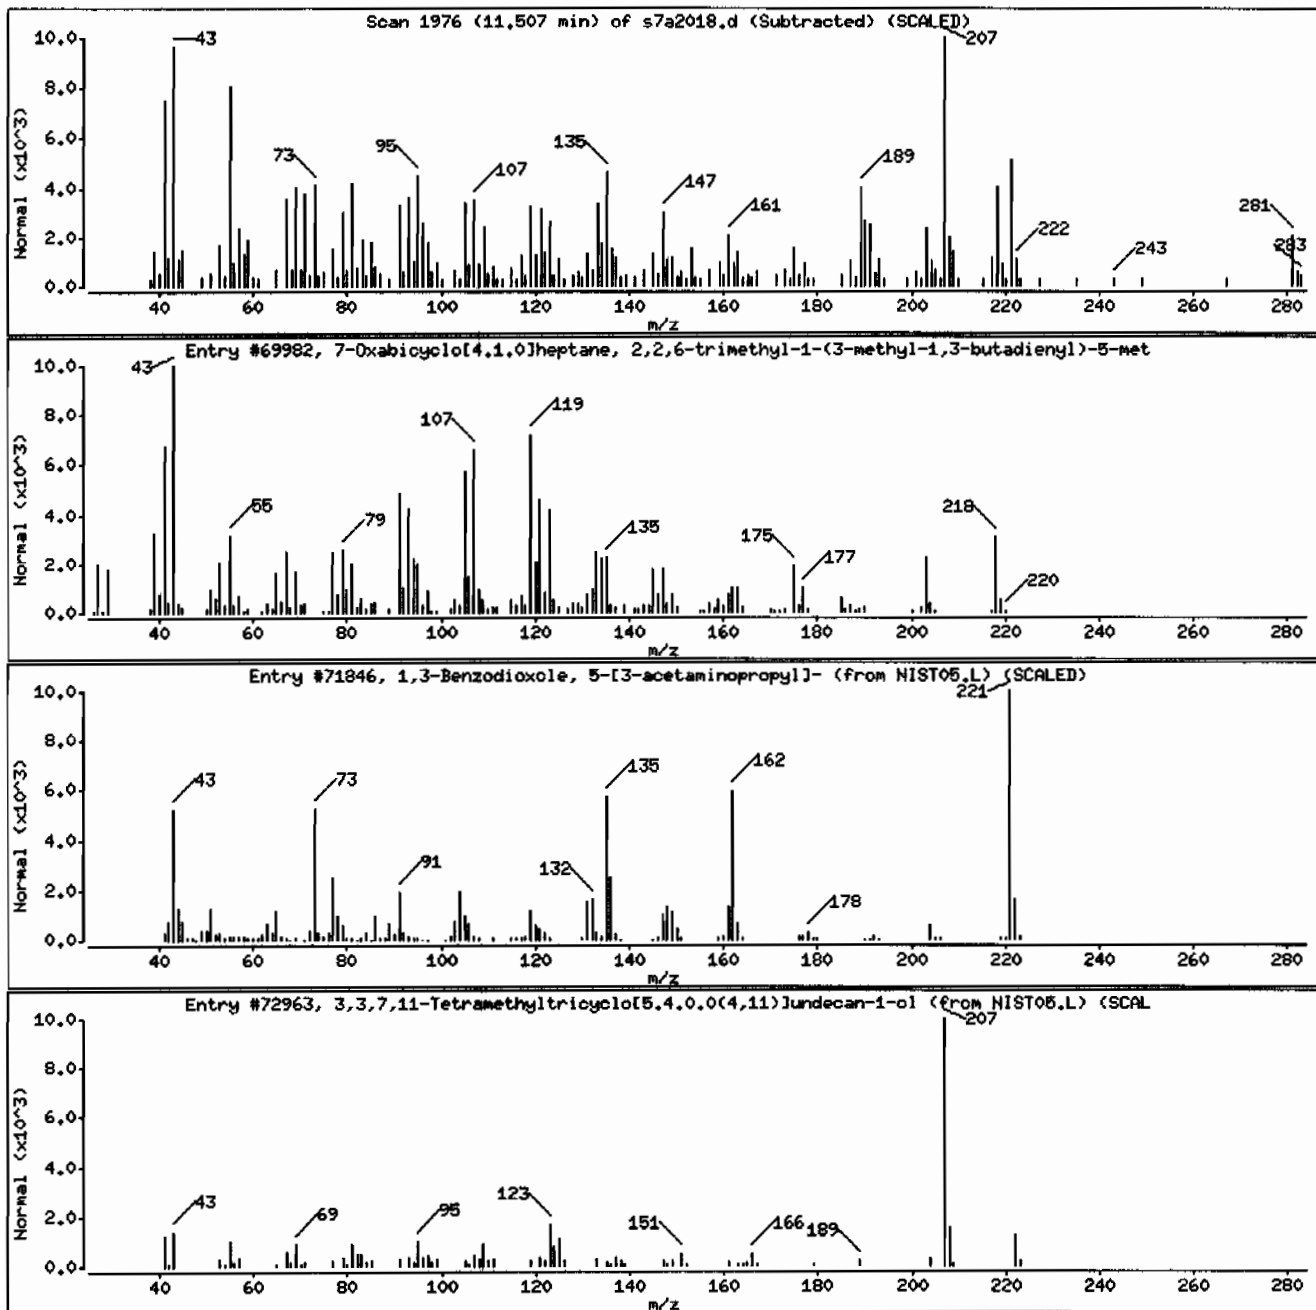 Scan 1976 (11.507 min) of s7a2018.d (Subtracted) (SCALED)
10.0 8.0 6.0 4.0 2.0 0.0
Normal (x10^3)
43 73 95 107 135 147 161 189 207 222 243 281 283
40 60 80 100 120 140 160 180 200 220 240 260 280
m/z
Entry #69982, 7-Oxabicyclo[4.1.0]heptane, 2,2,6-trimethyl-1-(3-methyl-1,3-butadienyl)-5-met
10.0 8.0 6.0 4.0 2.0 0.0
Normal (x10^3)
43 55 79 107 119 135 175 177 218 220
40 60 80 100 120 140 160 180 200 220 240 260 280
m/z
Entry #71846, 1,3-Benzodioxole, 5-[3-acetaminopropyl]- (from NIST05.L) (SCALED)
10.0 8.0 6.0 4.0 2.0 0.0
Normal (x10^3)
43 73 91 132 135 162 178 221
40 60 80 100 120 140 160 180 200 220 240 260 280
m/z
Entry #72963, 3,3,7,11-Tetramethyltricyclo[5.4.0.0(4,11)]undecan-1-ol (from NIST05.L) (SCAL
10.0 8.0 6.0 4.0 2.0 0.0
Normal (x10^3)
43 69 95 123 151 166 189 207
40 60 80 100 120 140 160 180 200 220 240 260 280
m/z